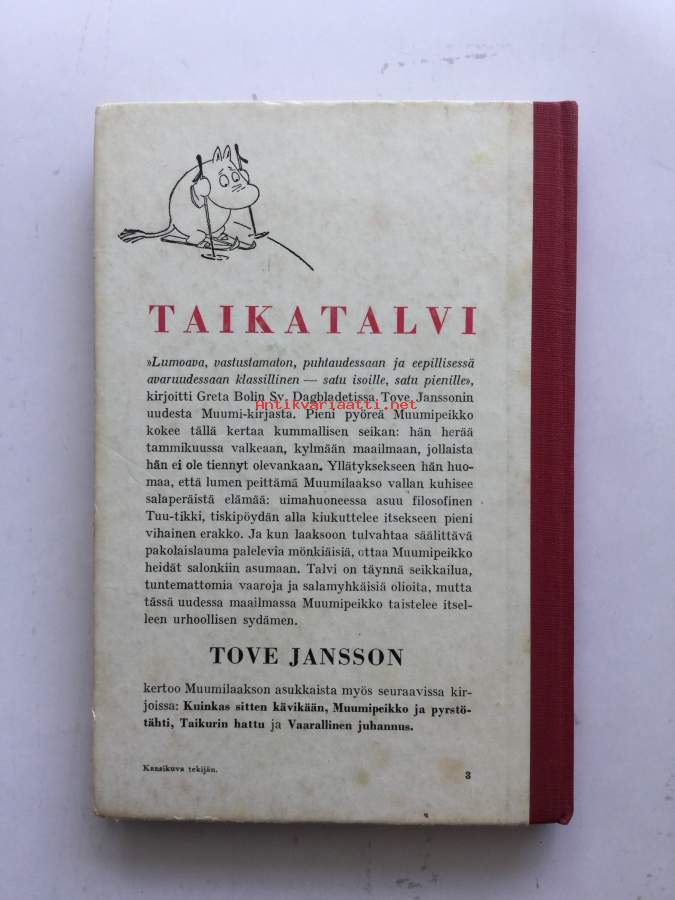 TAIKATALVI
»Lumoava, vastustamaton, puhtaudessaan ja eepillisessä
avaruudessaan klassillinen — satu isoille, satu pienille»,
kirjoitti Greta Bolin Sv. Dagbladetissa Tove Janssonin
uudesta Muumi-kirjasta. Pieni pyöreä Muumipeikko
kokee tällä kertaa kummallisen seikan: hän herää
tammikuussa valkeaan, kylmään maailmaan, jollaista
hän ei ole tiennyt olevankaan. Yllätyksekseen hän huo-
maa, että lumen peittämä Muumilaakso vallan kuhisee
salaperäistä elämää: uimahuoneessa asuu filosofinen
Tuu-tikki, tiskipöydän alla kiukuttelee itsekseen pieni
vihainen erakko. Ja kun laaksoon tulvahtaa säälittävä
pakolaislauma palelevia mönkiäisiä, ottaa Muumipeikko
heidät salonkiin asumaan. Talvi on täynnä seikkailua,
tuntemattomia vaaroja ja salamyhkäisiä olioita, mutta
tässä uudessa maailmassa Muumipeikko taistelee itsel-
leen urhoollisen sydämen.
TOVE JANSSON
kertoo Muumilaakson asukkaista myös seuraavissa kir-
joissa: Kuinkas sitten kävikään, Muumipeikko ja pyrstö-
tähti, Taikurin hattu ja Vaarallinen juhannus.
Kansikuva tekijän.
3
Antikvariaatti.net